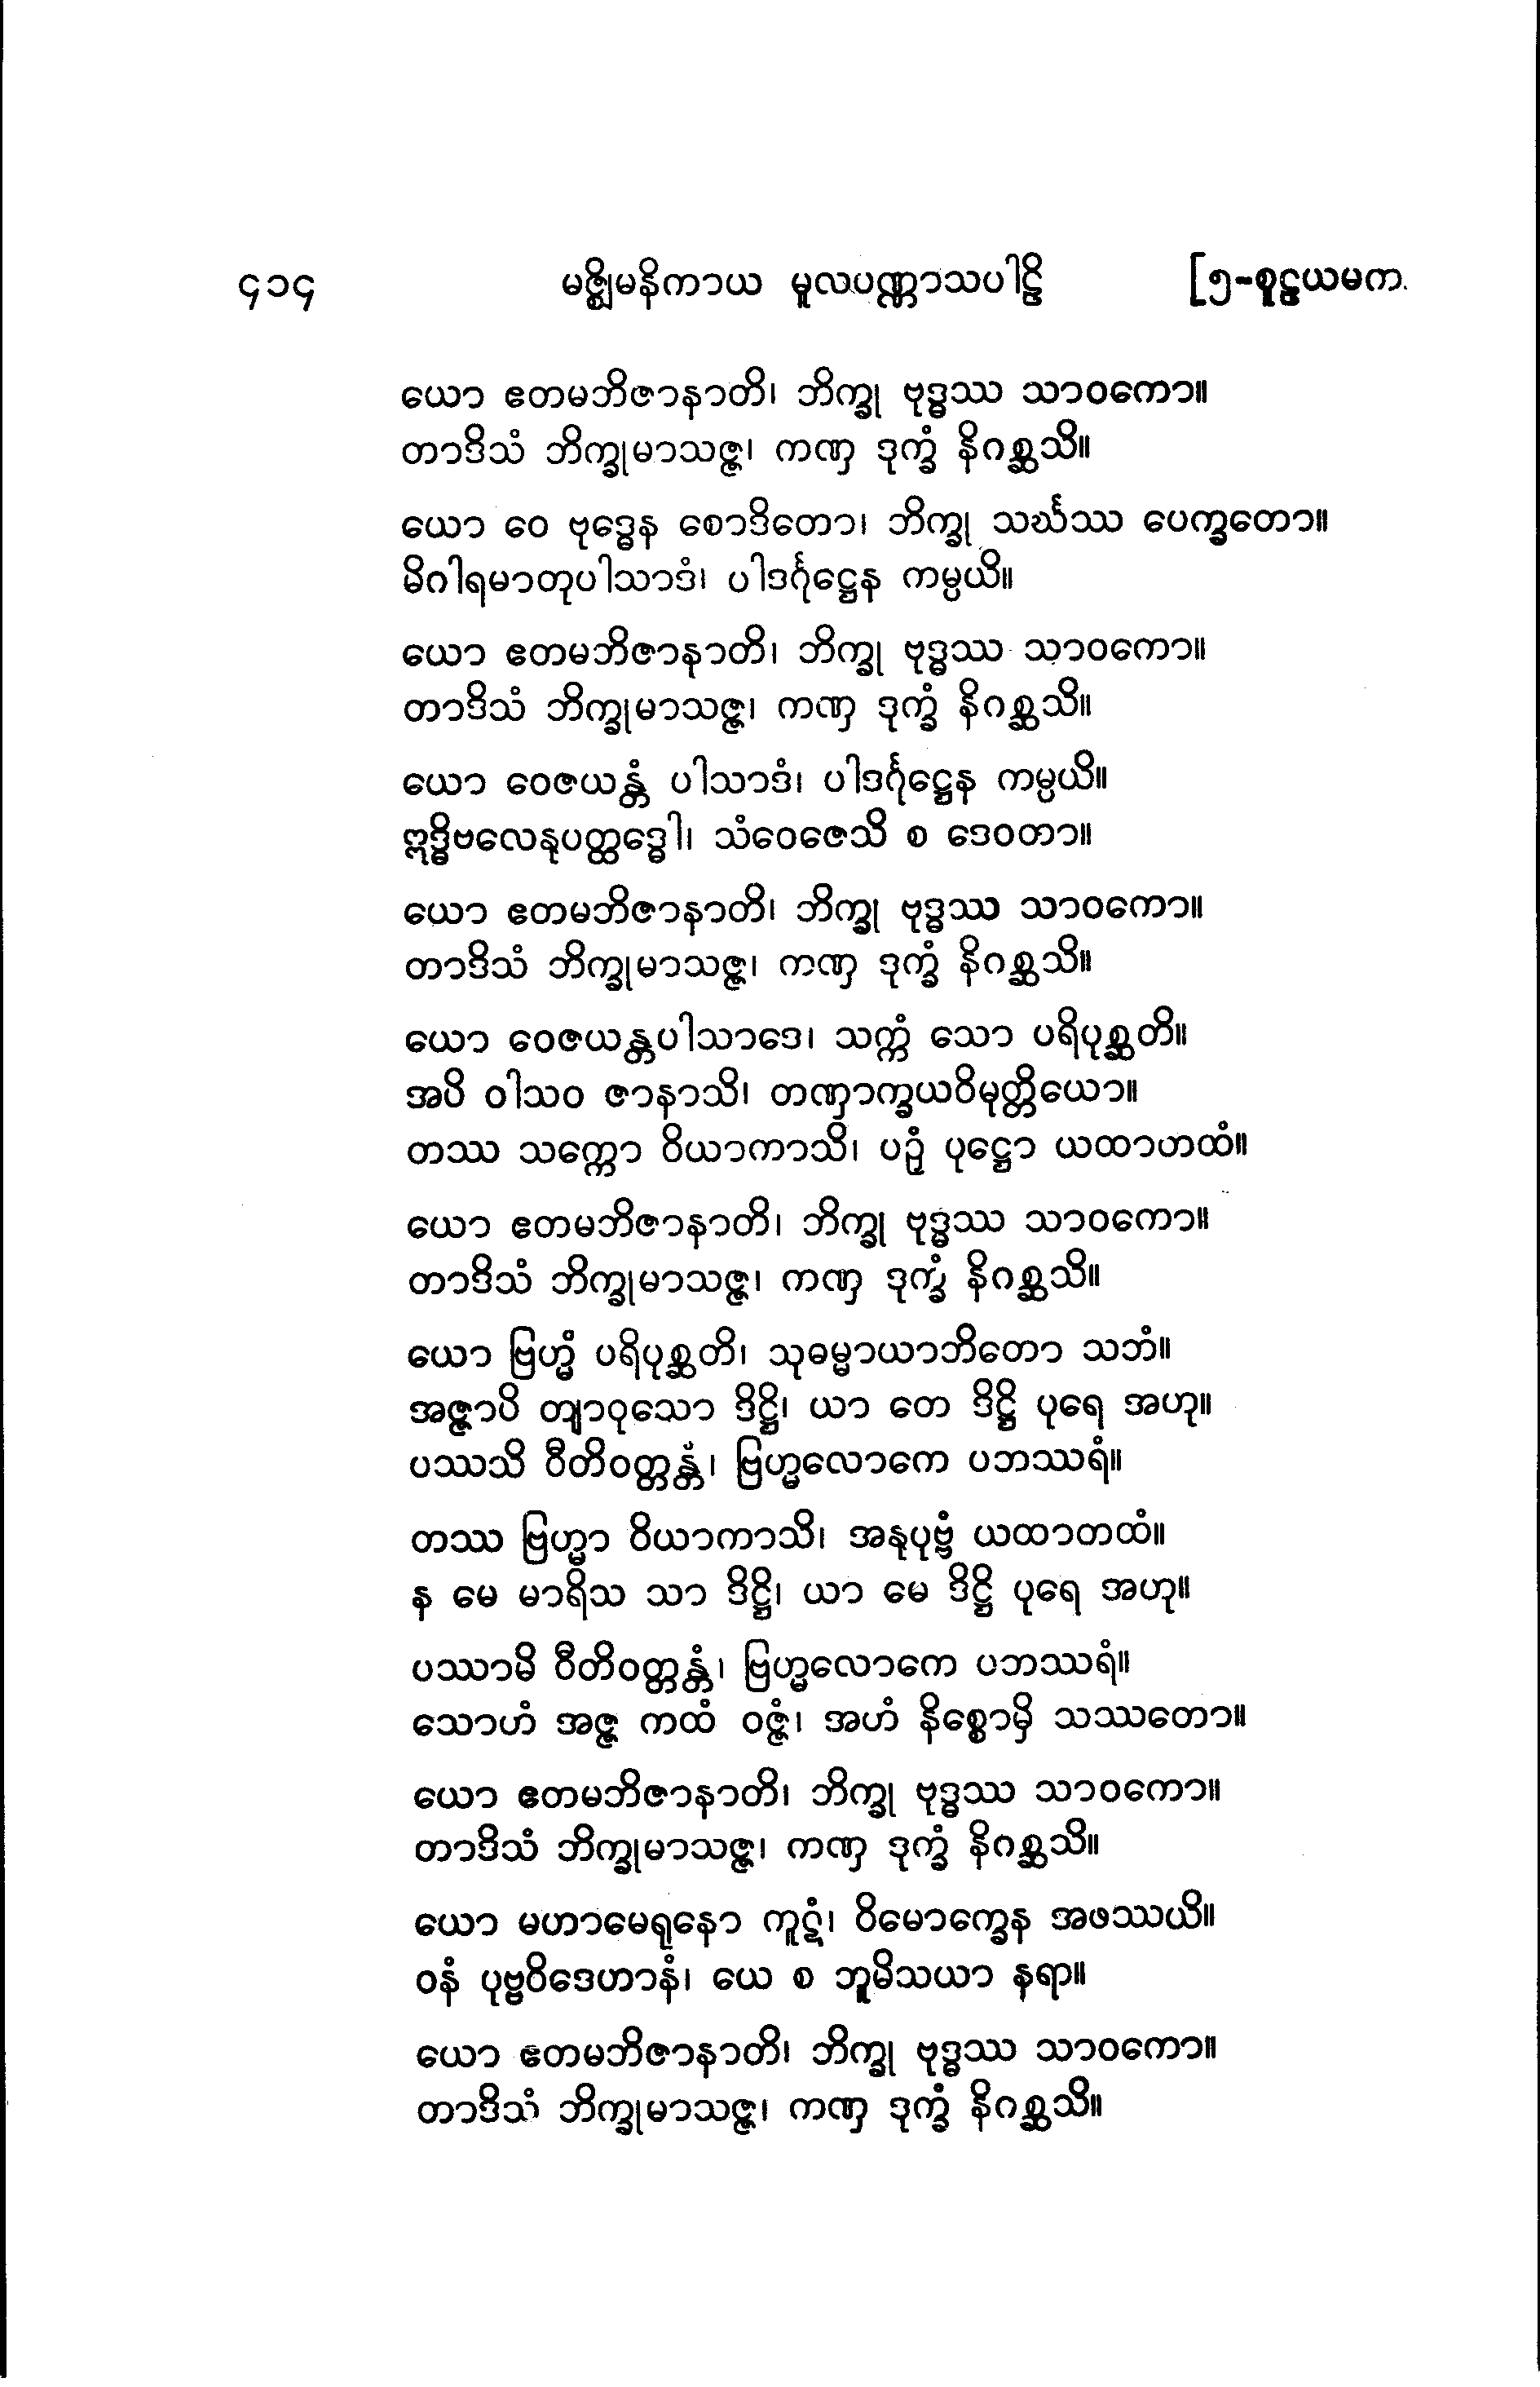 ၄၁၄ မဇ္ဈိမနိကာယ မူလပဏ္ဏာသပါဠိ [၅-စူဠယမက.
ယော ဧတမဘိဇာနာတိ၊ ဘိက္ခု ဗုဒ္ဓဿ သာဝကော။
တာဒိသံ ဘိက္ခုမာသဇ္ဇ၊ ကဏှ ဒုက္ခံ နိဂစ္ဆသိ။
ယော ဝေ ဗုဒ္ဓေန စောဒိတော၊ ဘိက္ခု သင်္ဃဿ ပေက္ခတော။
မိဂါရမာတုပါသာဒံ၊ ပါဒင်္ဂုဋ္ဌေန ကမ္ပယိ။
ယော ဧတမဘိဇာနာတိ၊ ဘိက္ခု ဗုဒ္ဓဿ သာဝကော။
တာဒိသံ ဘိက္ခုမာသဇ္ဇ၊ ကဏှ ဒုက္ခံ နိဂစ္ဆသိ။
ယော ဝေဇယန္တံ ပါသာဒံ၊ ပါဒင်္ဂုဋ္ဌေန ကမ္ပယိ။
ဣဒ္ဓိဗလေနုပတ္ထဒ္ဓေါ၊ သံဝေဇေသိ စ ဒေဝတာ။
ယော ဧတမဘိဇာနာတိ၊ ဘိက္ခု ဗုဒ္ဓဿ သာဝကော။
တာဒိသံ ဘိက္ခုမာသဇ္ဇ၊ ကဏှ ဒုက္ခံ နိဂစ္ဆသိ။
ယော ဝေဇယန္တပါသာဒေ၊ သက္ကံ သော ပရိပုစ္ဆတိ။
အပိ ဝါသဝ ဇာနာသိ၊ တဏှာက္ခယဝိမုတ္တိယော။
တဿ သက္ကော ဝိယာကာသိ၊ ပဉှံ ပုဋ္ဌော ယထာတထံ။
ယော ဧတမဘိဇာနာတိ၊ ဘိက္ခု ဗုဒ္ဓဿ သာဝကော။
တာဒိသံ ဘိက္ခုမာသဇ္ဇ၊ ကဏှ ဒုက္ခံ နိဂစ္ဆသိ။
ယော ဗြဟ္မံ ပရိပုစ္ဆတိ၊ သုဓမ္မာယာဘိတော သဘံ။
အဇ္ဇာပိ တျာဝုသော ဒိဋ္ဌိ၊ ယာ တေ ဒိဋ္ဌိ ပုရေ အဟု။
ပဿသိ ဝီတိဝတ္တန္တံ၊ ဗြဟ္မလောကေ ပဘဿရံ။
တဿ ဗြဟ္မာ ဝိယာကာသိ၊ အနုပုဗ္ဗံ ယထာတထံ။
န မေ မာရိသ သာ ဒိဋ္ဌိ၊ ယာ မေ ဒိဋ္ဌိ ပုရေ အဟု။
ပဿာမိ ဝီတိဝတ္တန္တံ၊ ဗြဟ္မလောကေ ပဘဿရံ။
သောဟံ အဇ္ဇ ကထံ ဝဇ္ဇံ၊ အဟံ နိစ္စောမှိ သဿတော။
ယော ဧတမဘိဇာနာတိ၊ ဘိက္ခု ဗုဒ္ဓဿ သာဝကော။
တာဒိသံ ဘိက္ခုမာသဇ္ဇ၊ ကဏှ ဒုက္ခံ နိဂစ္ဆသိ။
ယော မဟာမေရုနော ကူဋံ၊ ဝိမောက္ခေန အဖဿယိ။
ဝနံ ပုဗ္ဗဝိဒေဟာနံ၊ ယေ စ ဘူမိသယာ နရာ။
ယော ဧတမဘိဇာနာတိ၊ ဘိက္ခု ဗုဒ္ဓဿ သာဝကော။
တာဒိသံ ဘိက္ခုမာသဇ္ဇ၊ ကဏှ ဒုက္ခံ နိဂစ္ဆသိ။